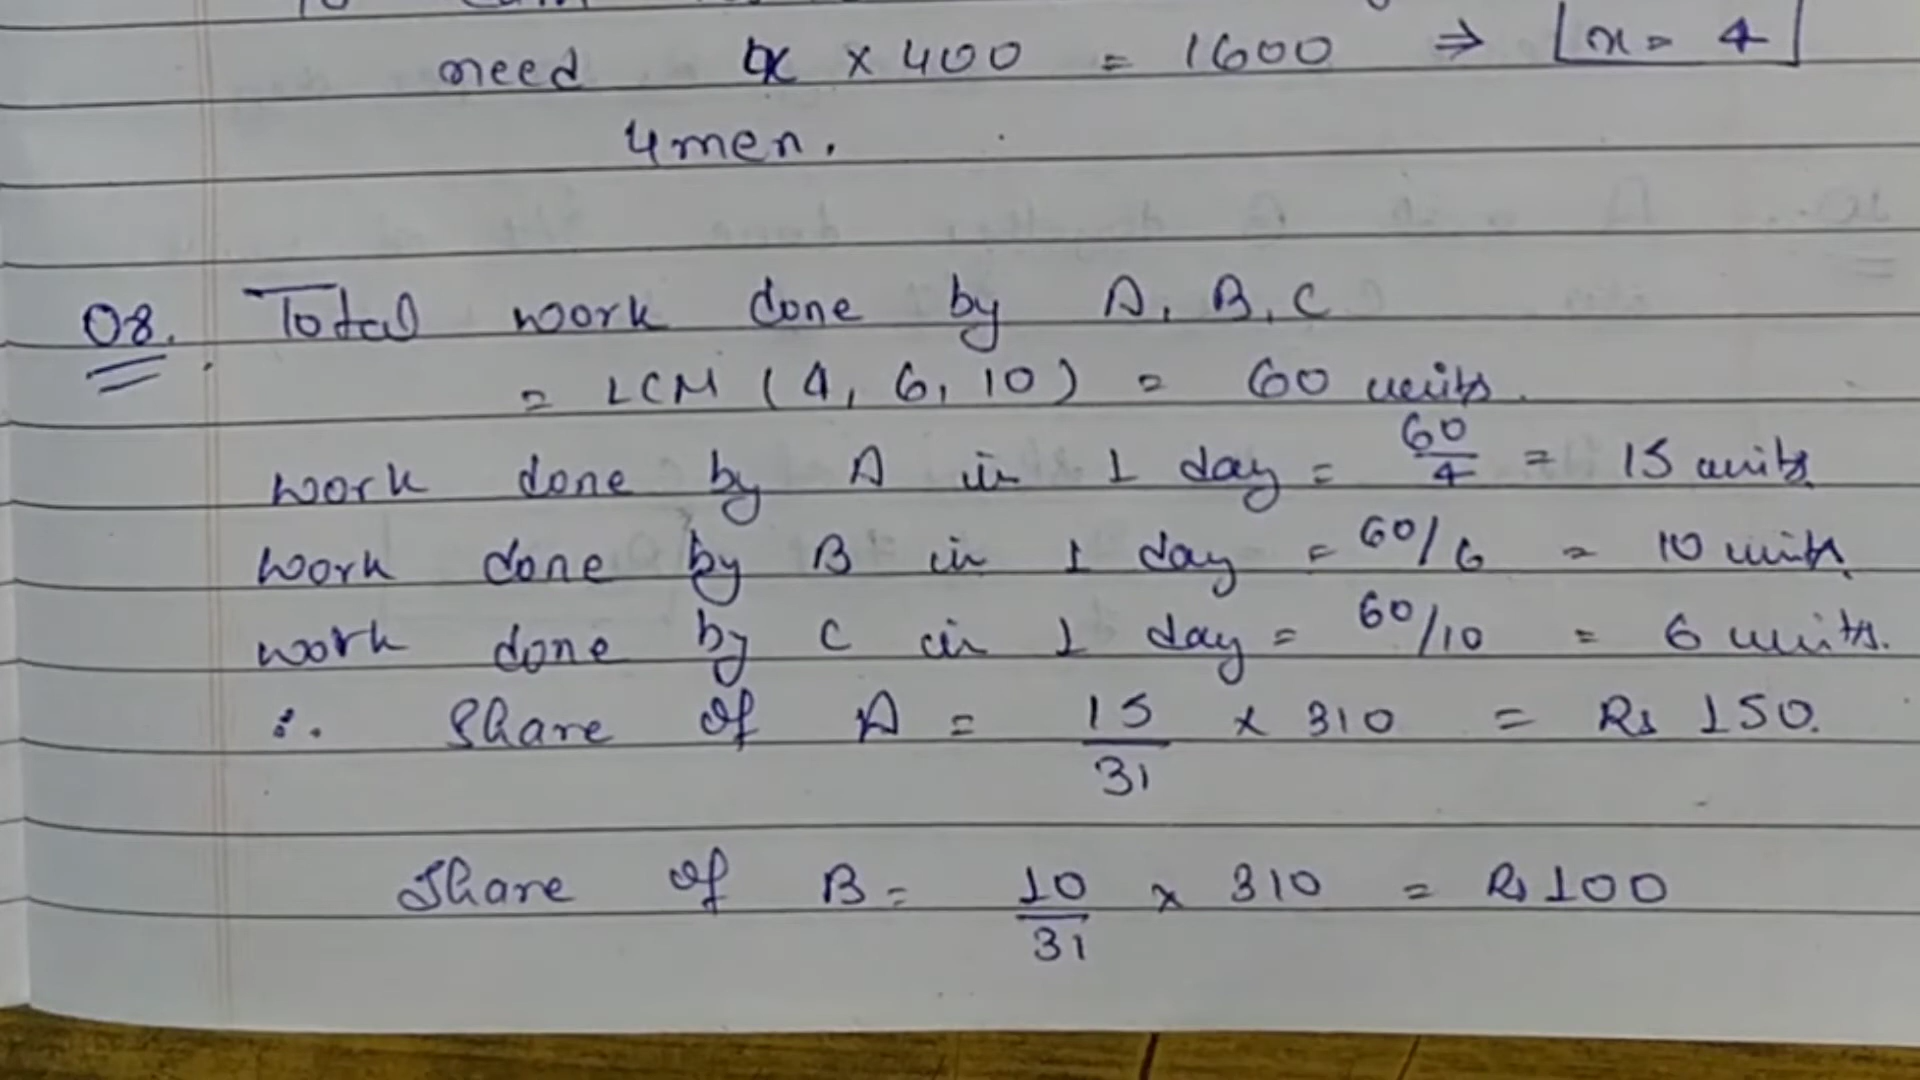 need x × 400 = 1600 ⇒ x = 4
4 men.
08. Total work done by A, B, C
= LCM (4, 6, 10) = 60 units.
work done by A in 1 day = 60/4 = 15 units
work done by B in 1 day = 60/6 = 10 units
work done by C in 1 day = 60/10 = 6 units.
∴ Share of A = 15/31 × 310 = Rs 150.
Share of B = 10/31 × 310 = Rs 100